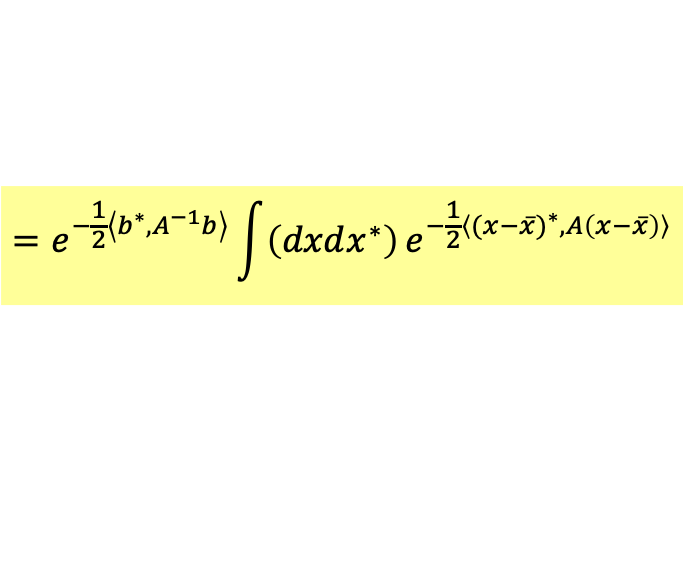 = e^{-\frac{1}{2}\langle b^*, A^{-1}b \rangle} \int (dxdx^*) e^{-\frac{1}{2}\langle (x-\bar{x})^*, A(x-\bar{x}) \rangle}